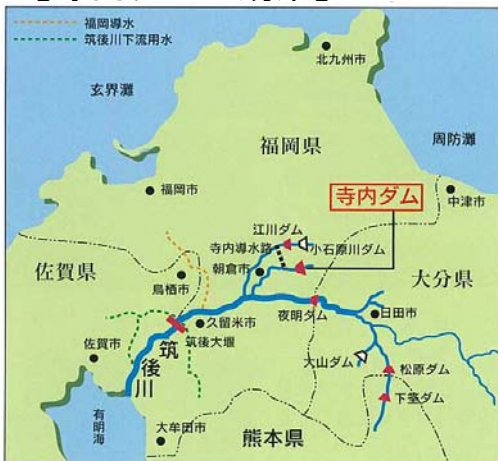 福岡導水
筑後川下流用水
北九州市
玄界灘
周防灘
福岡県
福岡市
寺内ダム
中津市
江川ダム
小石原川ダム
寺内導水路
佐賀県
朝倉市
大分県
鳥栖市
久留米市
夜明ダム
日田市
筑後大堰
佐賀市
筑後川
大山ダム
松原ダム
下筌ダム
有明海
大牟田市
熊本県